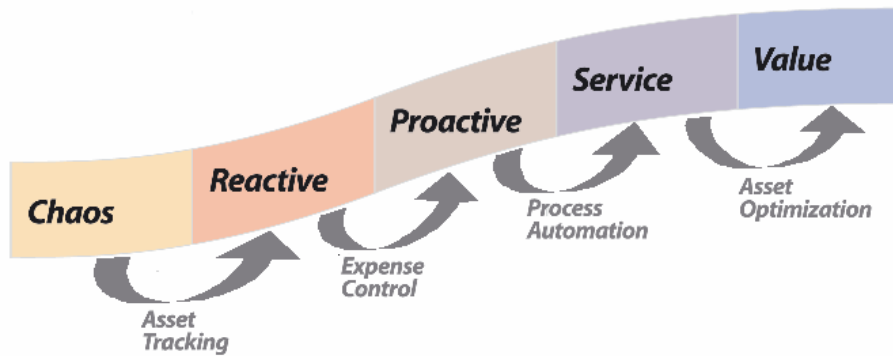 Chaos
Reactive
Proactive
Service
Value
Asset
Tracking
Expense
Control
Process
Automation
Asset
Optimization